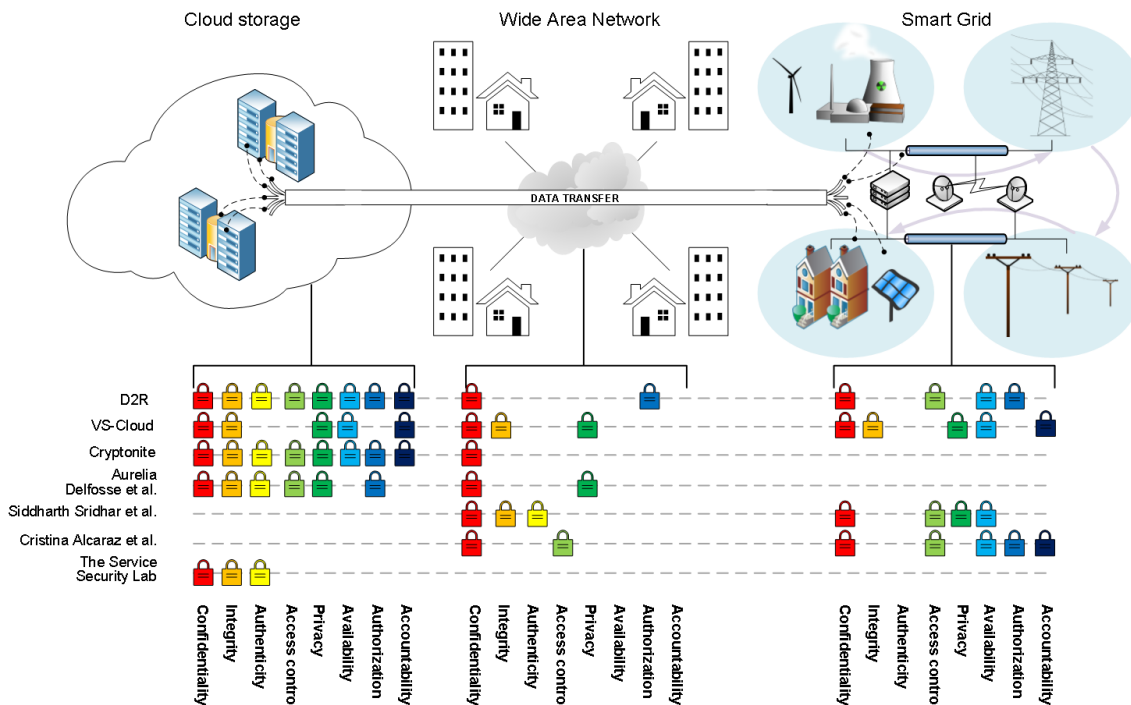 Cloud storage
Wide Area Network
Smart Grid
DATA TRANSFER
D2R
VS-Cloud
Cryptonite
Aurelia
Delfosse et al.
Siddharth Sridhar et al.
Cristina Alcaraz et al.
The Service
Security Lab
Confidentiality
Integrity
Authenticity
Access contro
Privacy
Availability
Authorization
Accountability
Confidentiality
Integrity
Authenticity
Access contro
Privacy
Availability
Authorization
Accountability
Confidentiality
Integrity
Authenticity
Access contro
Privacy
Availability
Authorization
Accountability